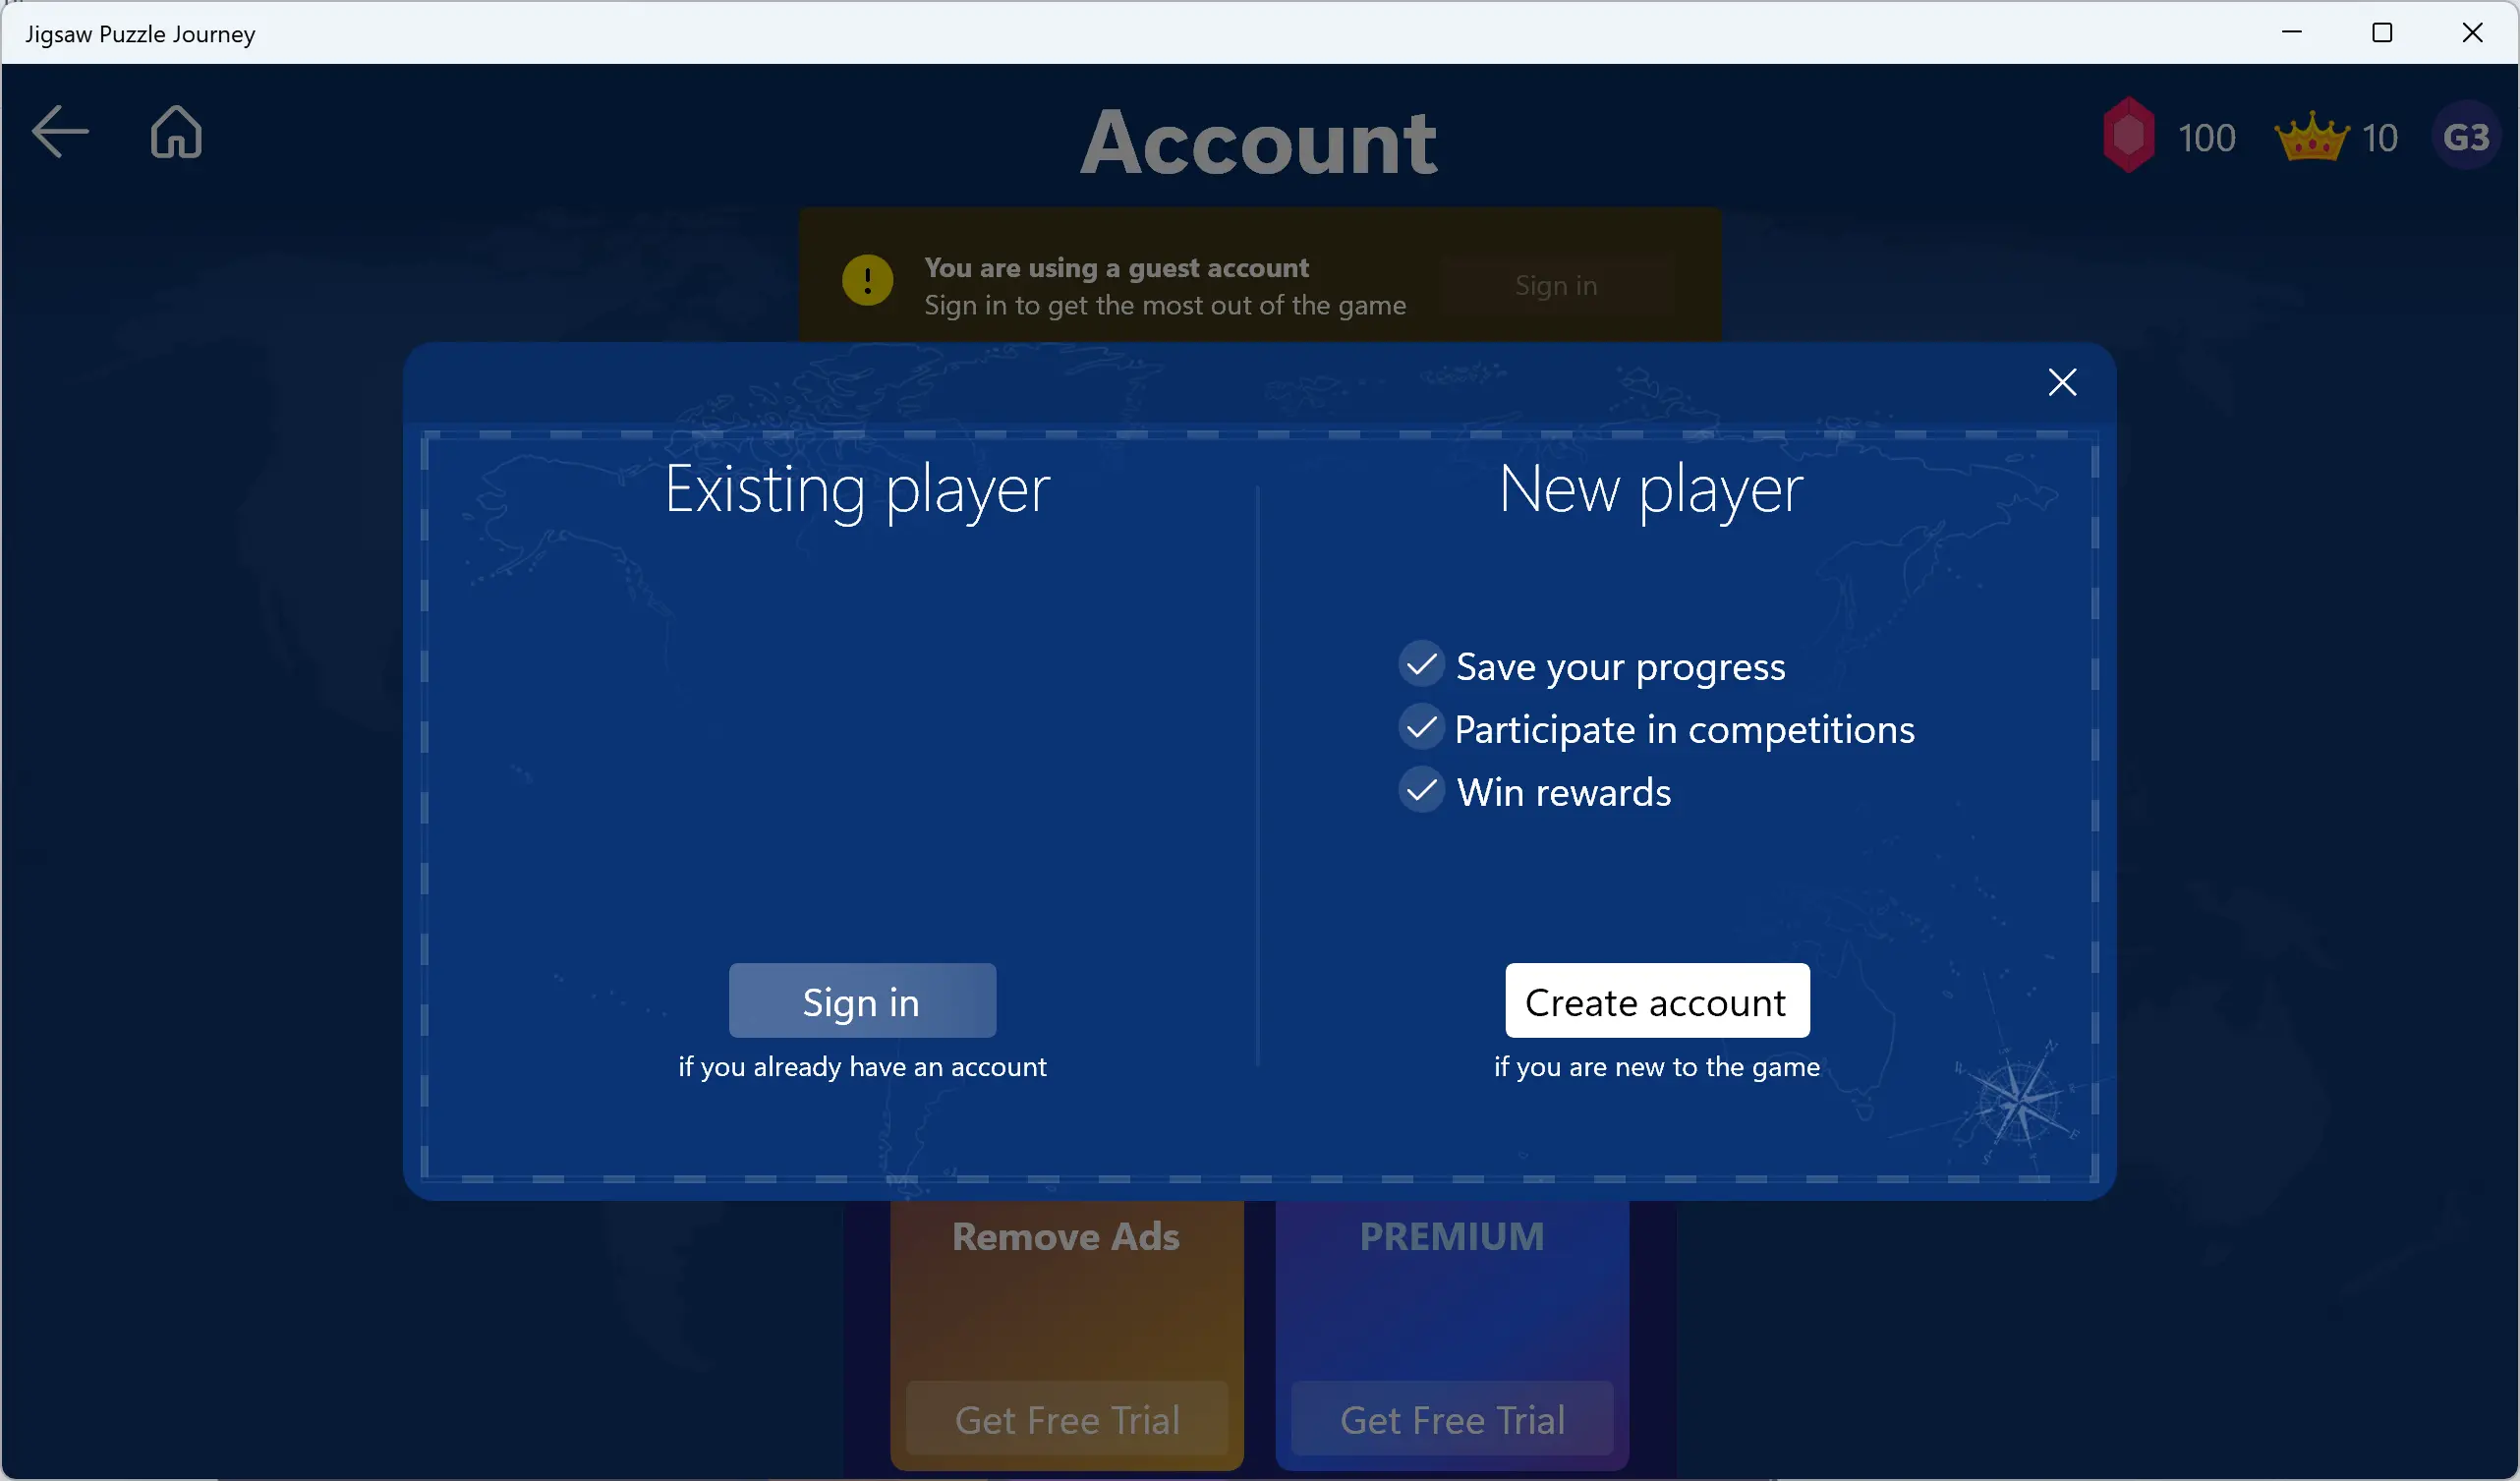 Jigsaw Puzzle Journey
Account
100
10
G3
You are using a guest account
Sign in to get the most out of the game
Sign in
Existing player
Sign in
if you already have an account
New player
Save your progress
Participate in competitions
Win rewards
Create account
if you are new to the game
N
E
S
W
Remove Ads
Get Free Trial
PREMIUM
Get Free Trial